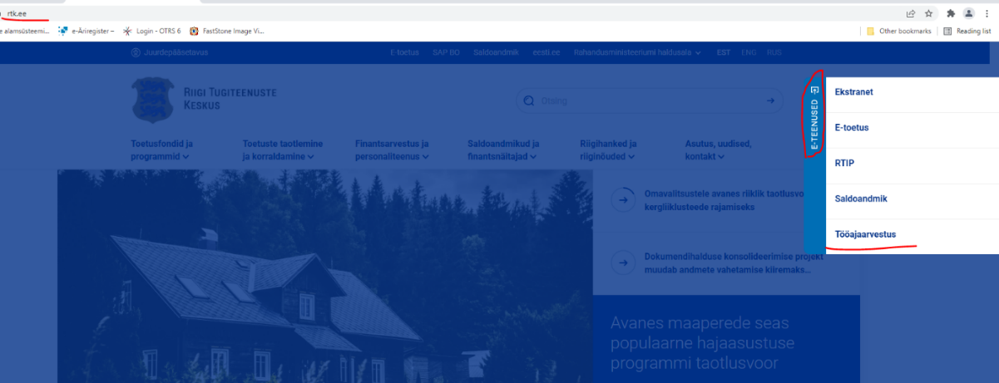 rtk.ee
e alamsüsteemi...
e-Äriregister –
Login - OTRS 6
FastStone Image Vi...
Other bookmarks
Reading list
Juurdepääsetavus
E-toetus
SAP BO
Saldoandmik
eesti.ee
Rahandusministeeriumi haldusala
EST
ENG
RUS
RIIGI TUGITEENUSTE
KESKUS
Otsing
E-TEENUSED
Ekstranet
E-toetus
RTIP
Saldoandmik
Tööajaarvestus
Toetusfondid ja
programmid
Toetuste taotlemine
ja korraldamine
Finantsarvestus ja
personaliteenus
Saldoandmikud ja
finantsnäitajad
Riigihanked ja
riiginõuded
Asutus, uudised,
kontakt
Omavalitsustele avanes riiklik taotlusvo
kergliiklusteede rajamiseks
Dokumendihalduse konsolideerimise projekt
muudab andmete vahetamise kiiremaks...
Avanes maaperede seas
populaarne hajaasustuse
programmi taotlusvoor